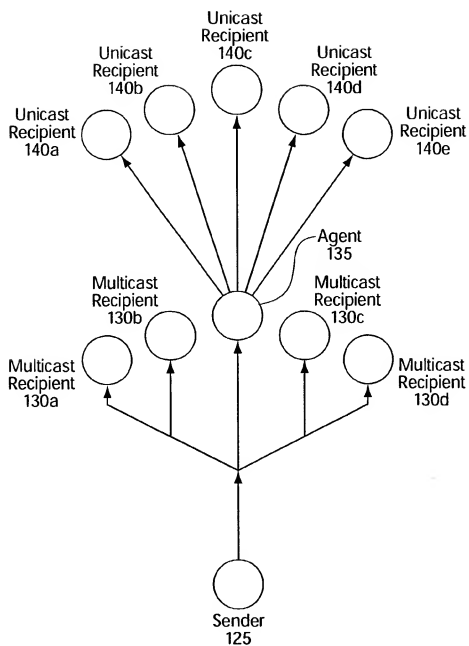 Unicast
Recipient
140c
Unicast
Recipient
140b
Unicast
Recipient
140d
Unicast
Recipient
140a
Unicast
Recipient
140e
Agent
135
Multicast
Recipient
130b
Multicast
Recipient
130c
Multicast
Recipient
130a
Multicast
Recipient
130d
Sender
125